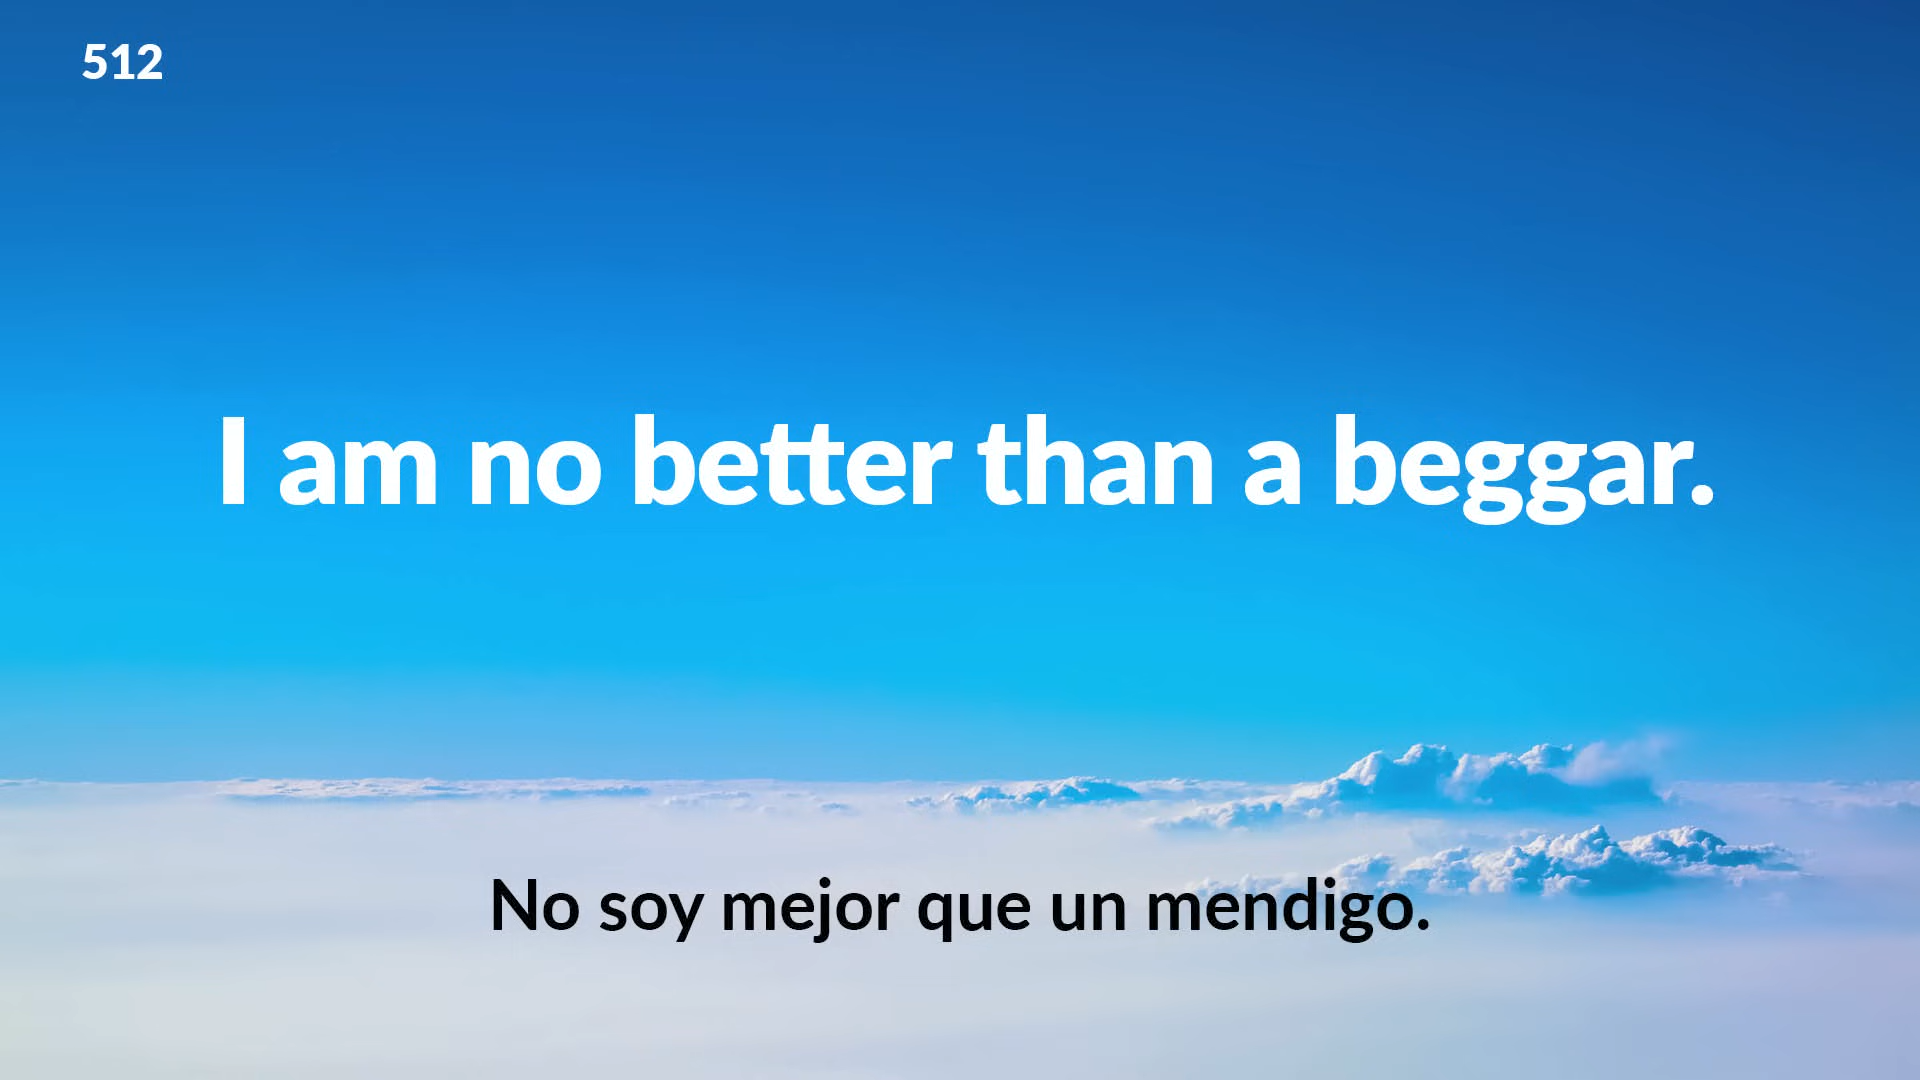 512
I am no better than a beggar.
No soy mejor que un mendigo.